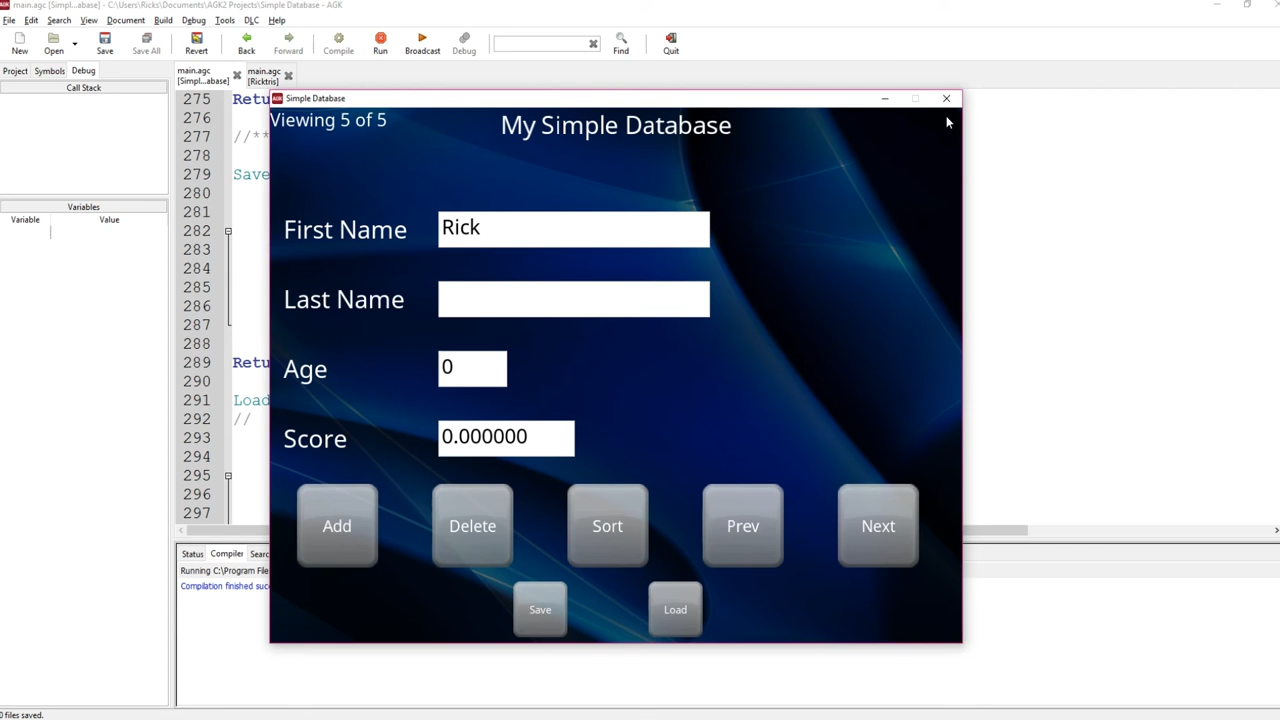 main.agc [Simpl...abase] - C:\Users\Ricks\Documents\AGK2 Projects\Simple Database - AGK
File Edit Search View Document Build Debug Tools DLC Help
New Open Save Save All Revert Back Forward Compile Run Broadcast Debug Find Quit
Project Symbols Debug
main.agc
[Simpl...abase]
main.agc
[Ricktris]
Call Stack
Variables
Variable Value
275 Retu
276
277 //**
278
279 Save
280
281
282
283
284
285
286
287
288
289 Retu
290
291 Load
292 //
293
294
295
296
297
Simple Database
Viewing 5 of 5
My Simple Database
First Name Rick
Last Name
Age 0
Score 0.000000
Add Delete Sort Prev Next
Save Load
Status Compiler Searc
Running C:\Program File
Compilation finished succ
0 files saved.